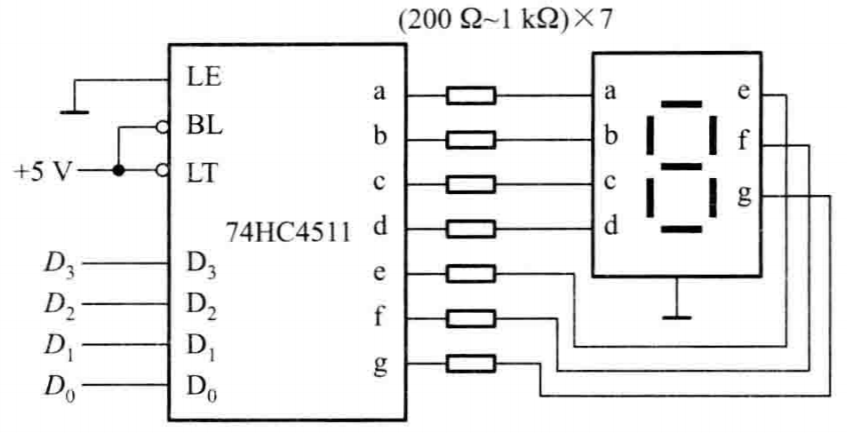 (200 Ω~1 kΩ)×7
LE
BL
+5 V
LT
74HC4511
D₃ D₃
D₂ D₂
D₁ D₁
D₀ D₀
a
b
c
d
e
f
g
a
b
c
d
e
f
g